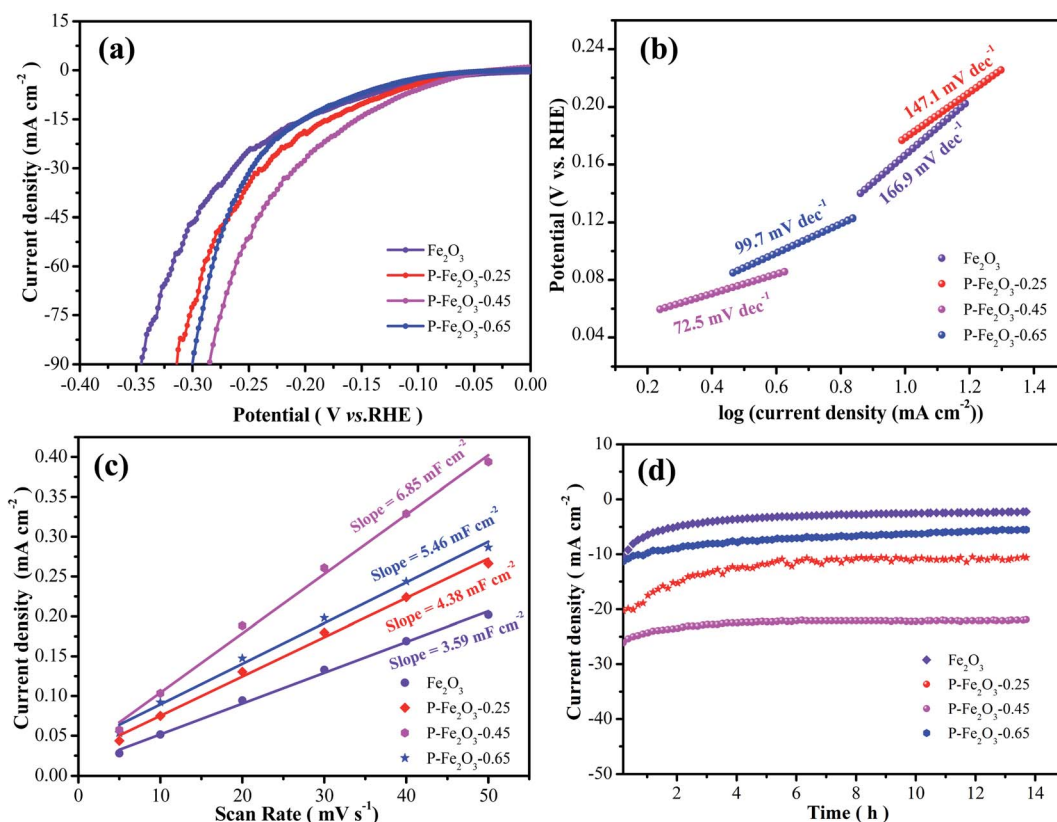 (a)
Current density (mA cm⁻²)
15
0
-15
-30
-45
-60
-75
-90
-0.40
-0.35
-0.30
-0.25
-0.20
-0.15
-0.10
-0.05
0.00
Potential ( V vs.RHE )
Fe₂O₃
P-Fe₂O₃-0.25
P-Fe₂O₃-0.45
P-Fe₂O₃-0.65
(b)
Potential (V vs. RHE)
0.24
0.20
0.16
0.12
0.08
0.04
147.1 mV dec⁻¹
166.9 mV dec⁻¹
99.7 mV dec⁻¹
72.5 mV dec⁻¹
Fe₂O₃
P-Fe₂O₃-0.25
P-Fe₂O₃-0.45
P-Fe₂O₃-0.65
0.2
0.4
0.6
0.8
1.0
1.2
1.4
log (current density (mA cm⁻²))
(c)
Current density (mA cm⁻²)
0.40
0.35
0.30
0.25
0.20
0.15
0.10
0.05
0.00
Slope = 6.85 mF cm⁻²
Slope = 5.46 mF cm⁻²
Slope = 4.38 mF cm⁻²
Slope = 3.59 mF cm⁻²
Fe₂O₃
P-Fe₂O₃-0.25
P-Fe₂O₃-0.45
P-Fe₂O₃-0.65
0
10
20
30
40
50
Scan Rate ( mV s⁻¹)
(d)
Current density ( mA cm⁻²)
10
0
-10
-20
-30
-40
-50
Fe₂O₃
P-Fe₂O₃-0.25
P-Fe₂O₃-0.45
P-Fe₂O₃-0.65
2
4
6
8
10
12
14
Time ( h )